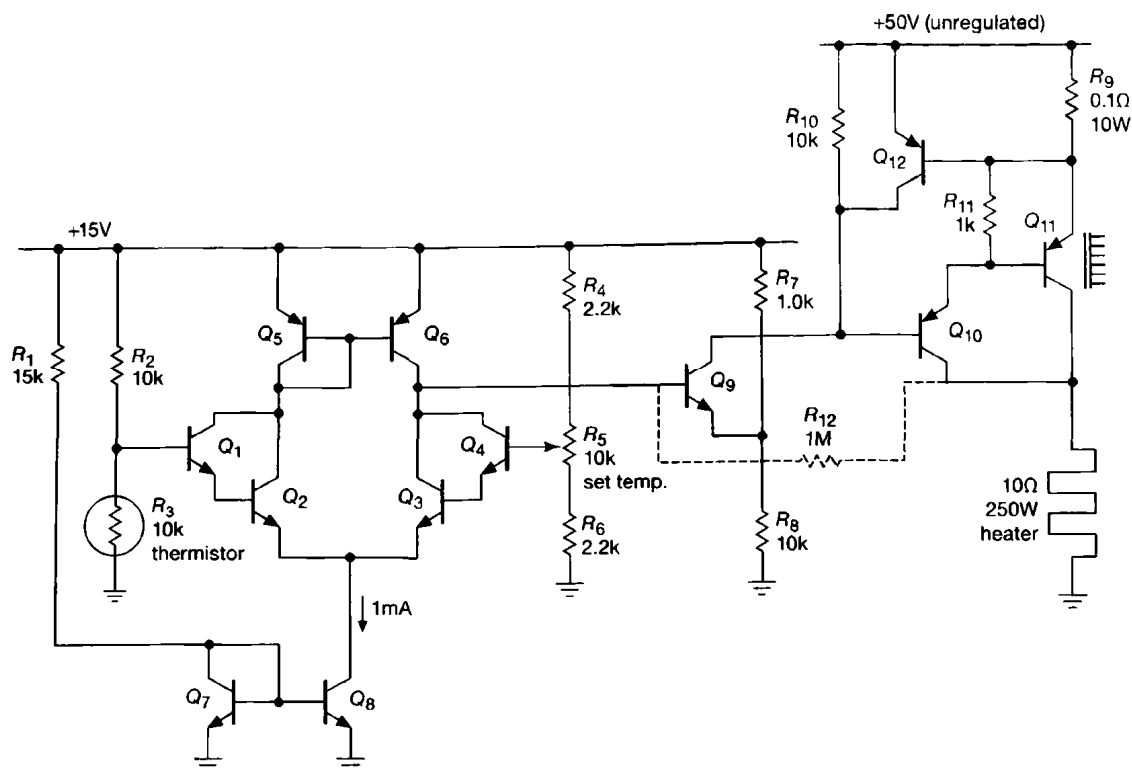 +50V (unregulated)
R9
0.1Ω
10W
R10
10k
Q12
R11
1k
Q11
+15V
R4
2.2k
R7
1.0k
Q5
Q6
Q10
R1
15k
R2
10k
Q9
R12
1M
Q1
Q4
R5
10k
set temp.
Q2
Q3
R3
10k
thermistor
R6
2.2k
R8
10k
10Ω
250W
heater
1mA
Q7
Q8